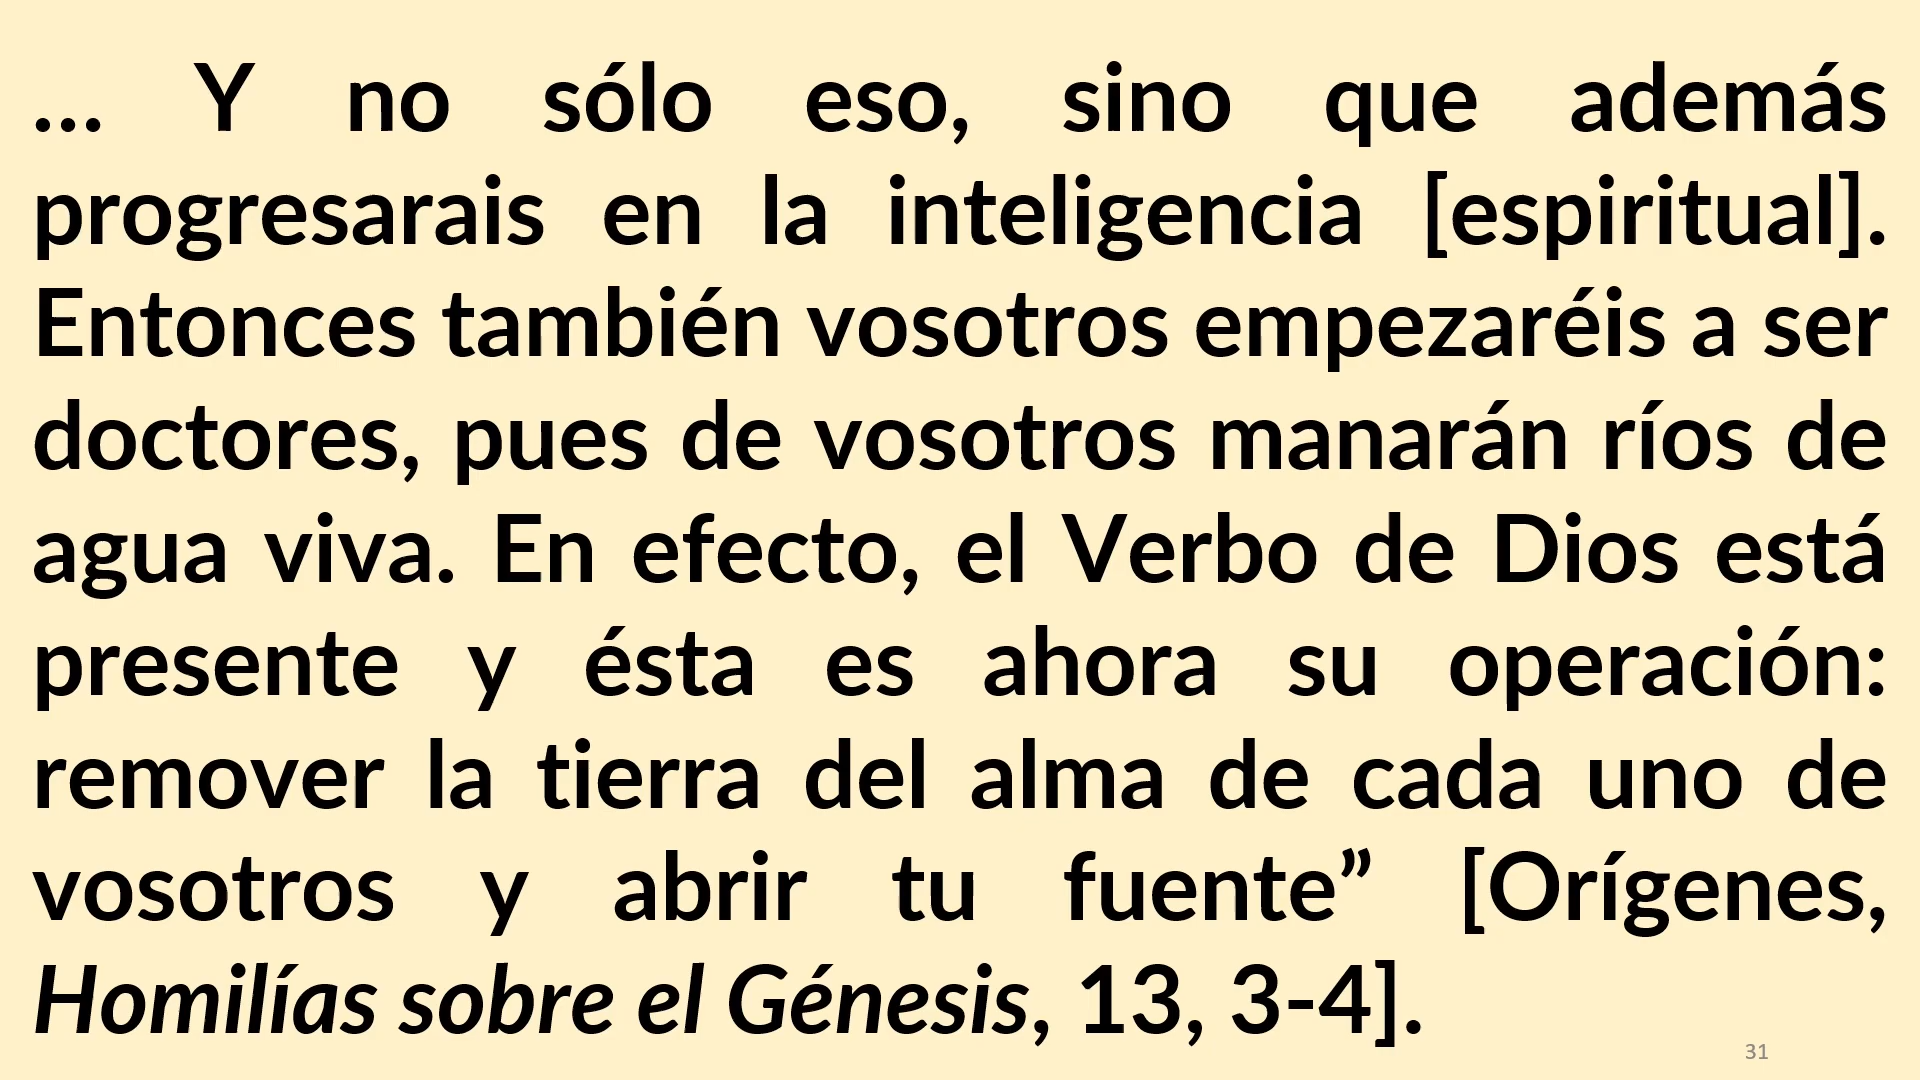 ... Y no sólo eso, sino que además
progresarais en la inteligencia [espiritual].
Entonces también vosotros empezaréis a ser
doctores, pues de vosotros manarán ríos de
agua viva. En efecto, el Verbo de Dios está
presente y ésta es ahora su operación:
remover la tierra del alma de cada uno de
vosotros y abrir tu fuente” [Orígenes,
Homilías sobre el Génesis, 13, 3-4].
31